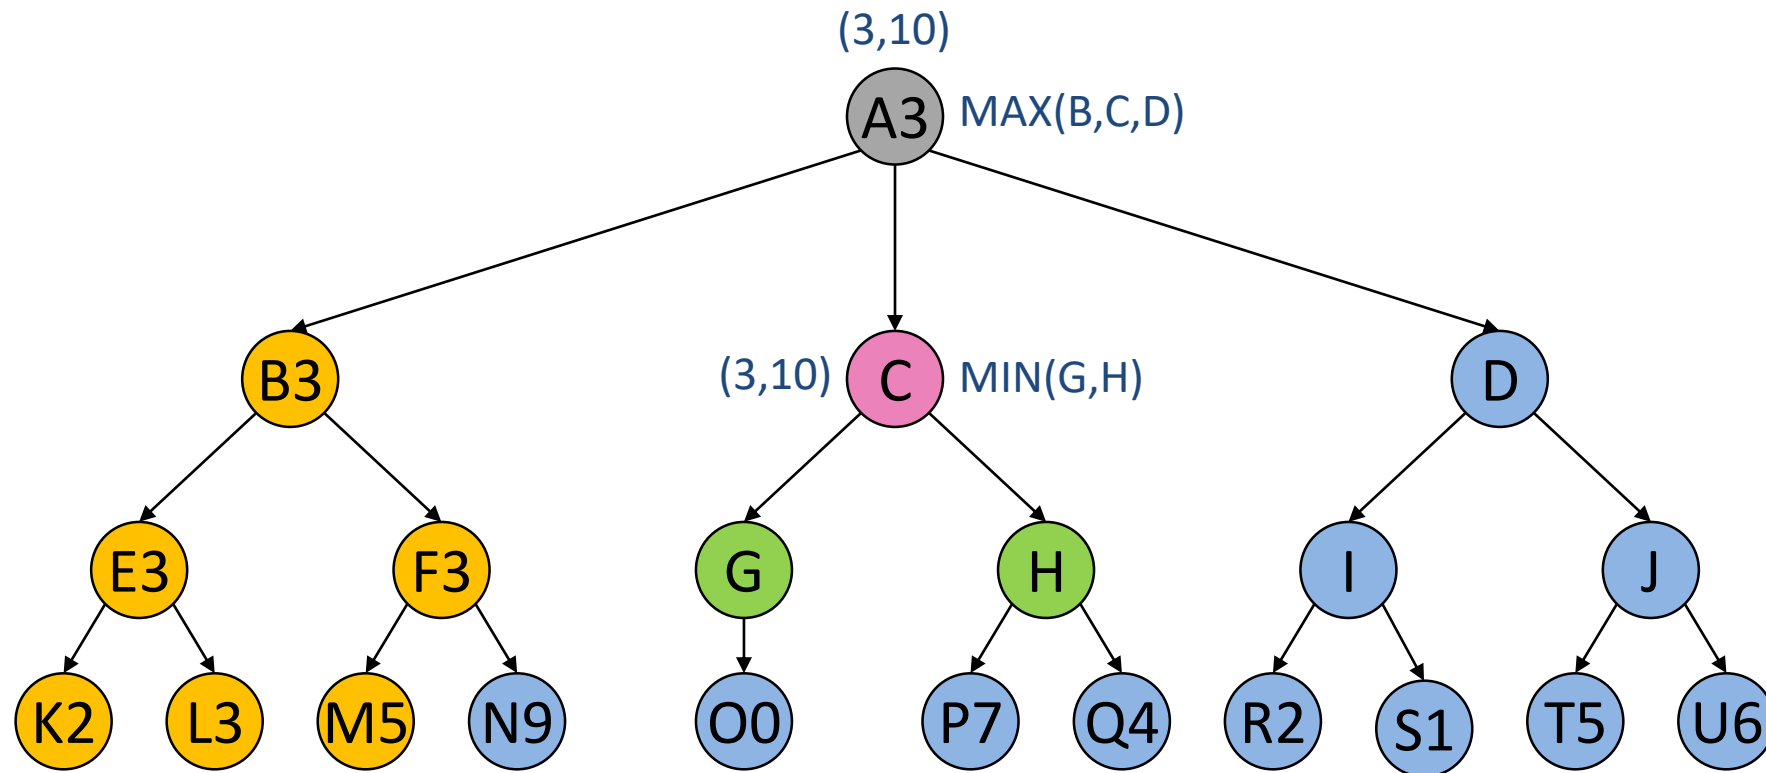 (3,10)
A3 MAX(B,C,D)
B3 (3,10) C MIN(G,H) D
E3 F3 G H I J
K2 L3 M5 N9 O0 P7 Q4 R2 S1 T5 U6